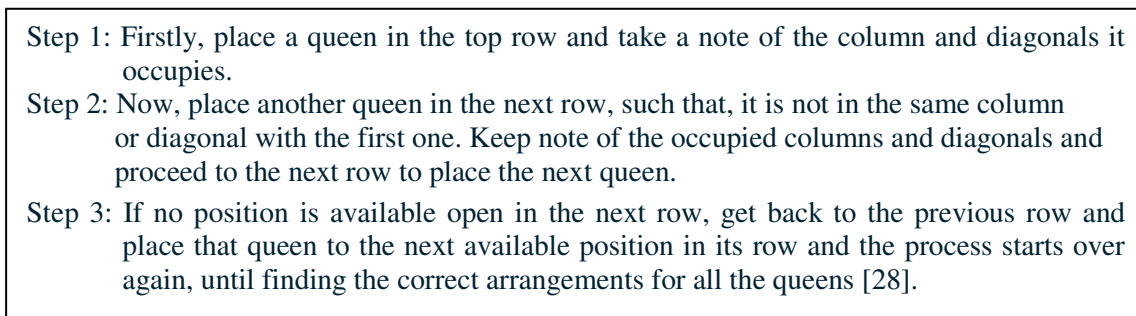 Step 1: Firstly, place a queen in the top row and take a note of the column and diagonals it
occupies.
Step 2: Now, place another queen in the next row, such that, it is not in the same column
or diagonal with the first one. Keep note of the occupied columns and diagonals and
proceed to the next row to place the next queen.
Step 3: If no position is available open in the next row, get back to the previous row and
place that queen to the next available position in its row and the process starts over
again, until finding the correct arrangements for all the queens [28].